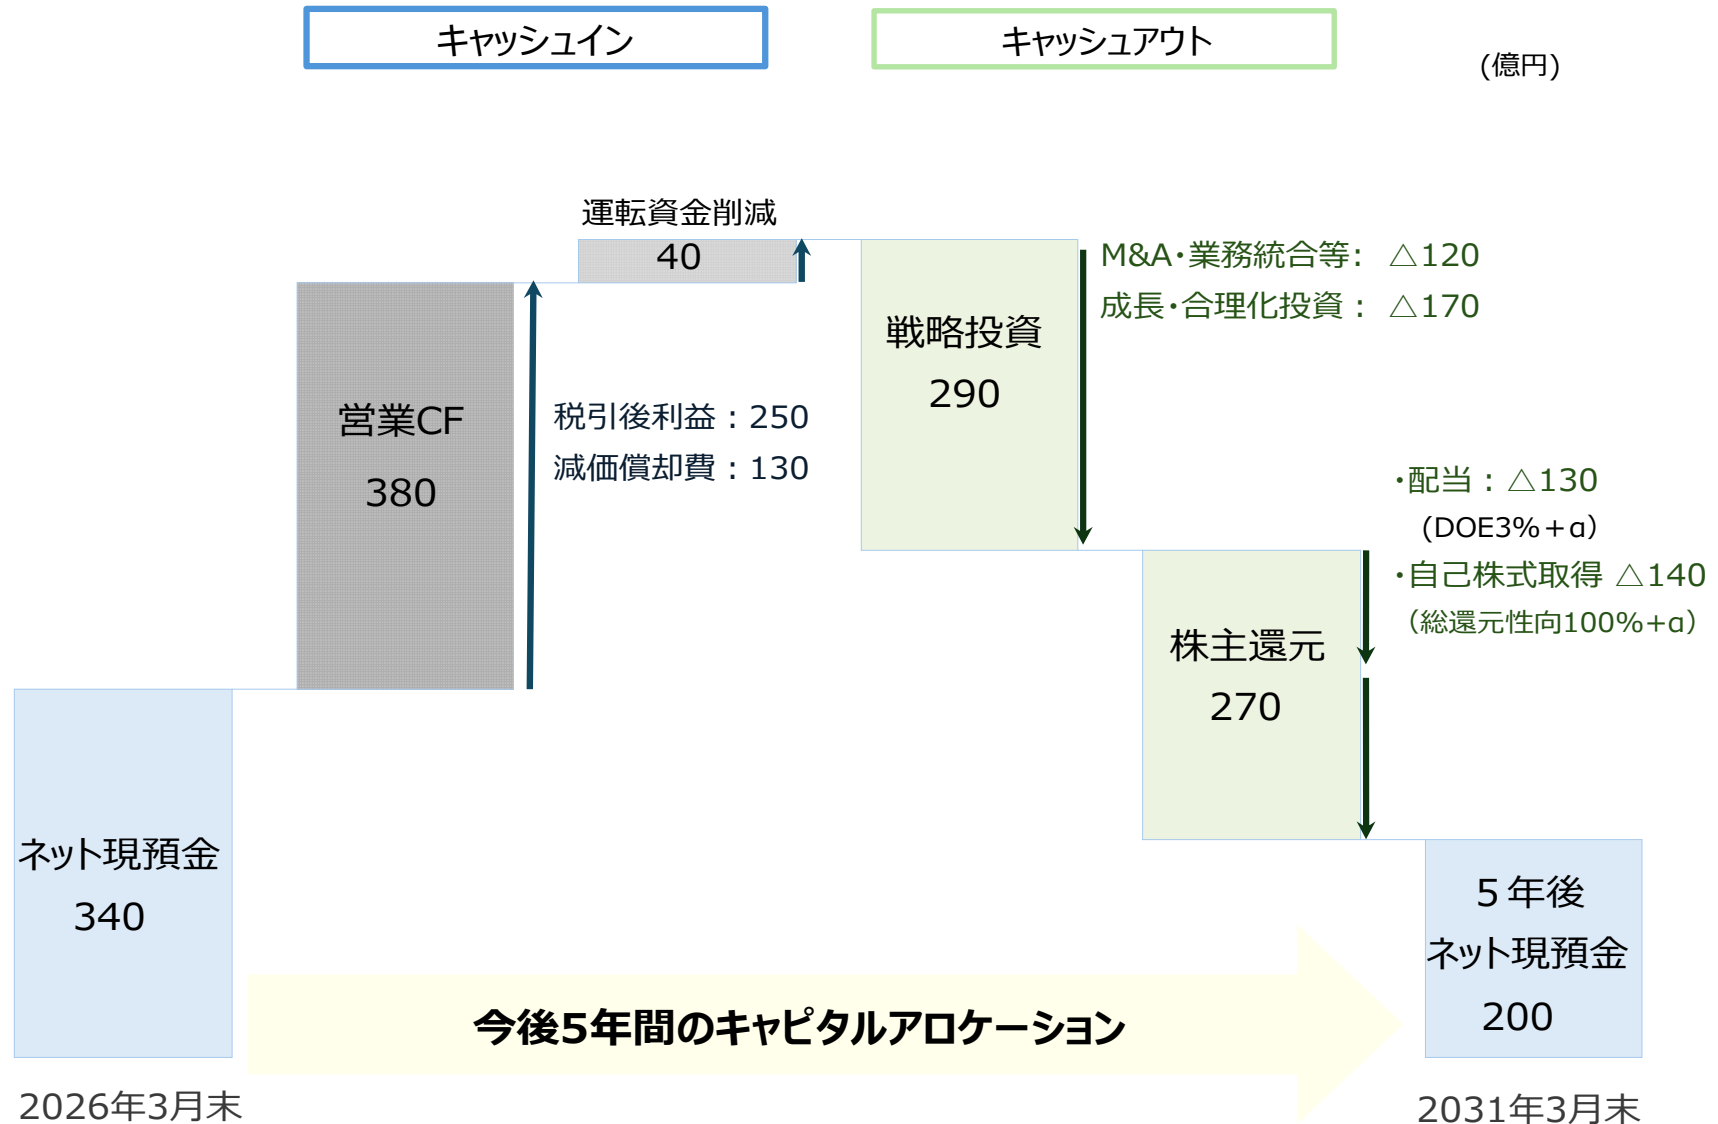 キャッシュイン
キャッシュアウト
(億円)
運転資金削減
40
営業CF
380
税引後利益：250
減価償却費：130
戦略投資
290
M&A・業務統合等： △120
成長・合理化投資： △170
株主還元
270
・配当：△130
(DOE3%＋α）
・自己株式取得 △140
（総還元性向100%+α）
ネット現預金
340
５年後
ネット現預金
200
今後5年間のキャピタルアロケーション
2026年3月末
2031年3月末